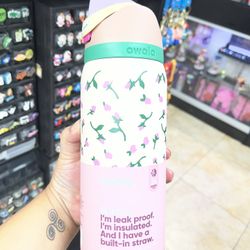 owala
I'm leak proof.
I'm insulated.
And I have a
built-in straw.